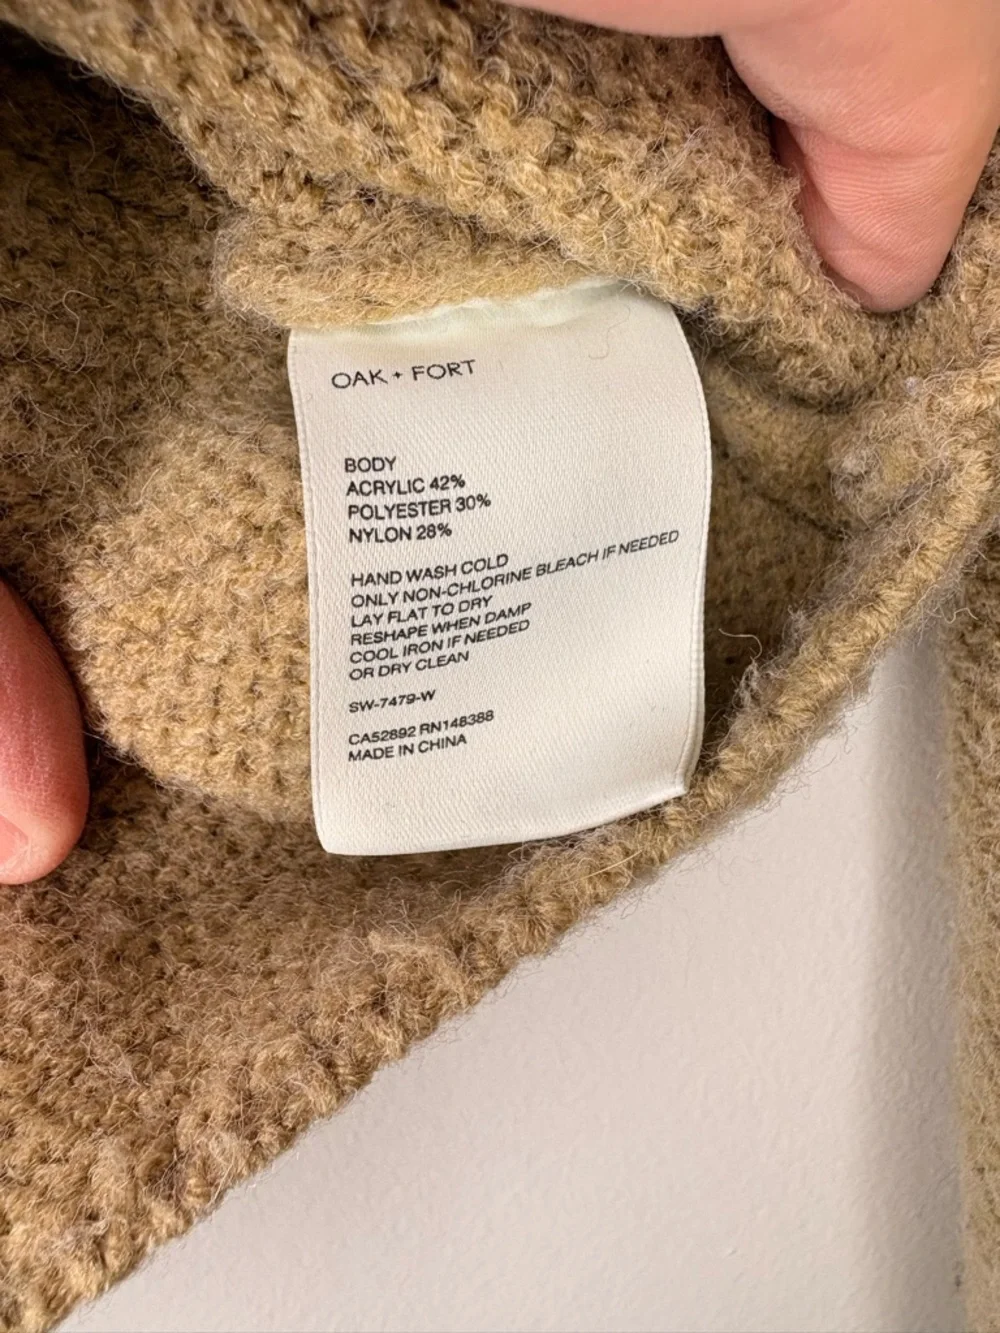 OAK + FORT
BODY
ACRYLIC 42%
POLYESTER 30%
NYLON 28%
HAND WASH COLD
ONLY NON-CHLORINE BLEACH IF NEEDED
LAY FLAT TO DRY
RESHAPE WHEN DAMP
COOL IRON IF NEEDED
OR DRY CLEAN
SW-7479-W
CA52892 RN148388
MADE IN CHINA